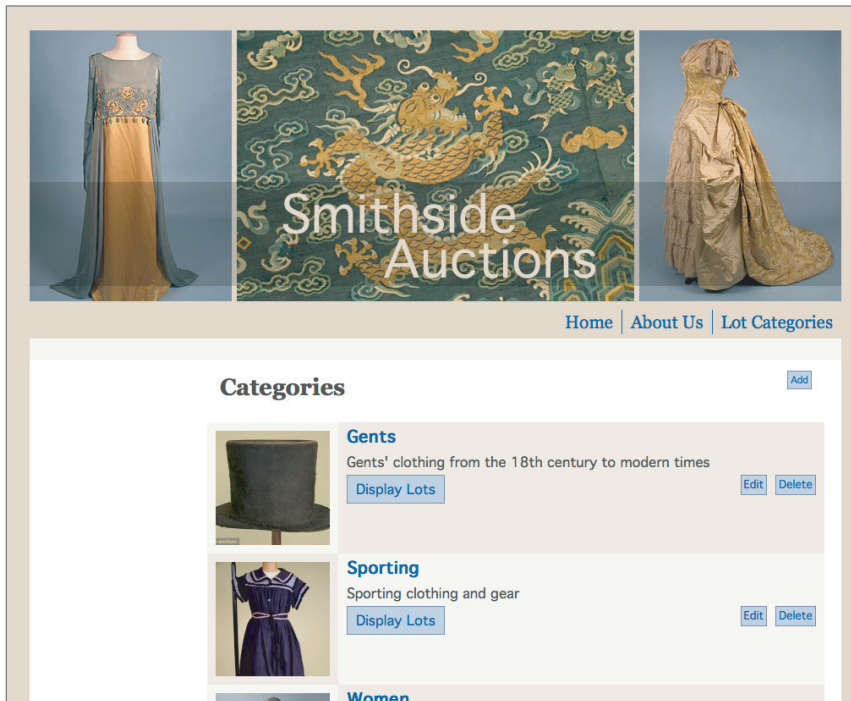 Smithside
Auctions
Home About Us Lot Categories
Categories
Add
Gents
Gents' clothing from the 18th century to modern times
Display Lots
Edit Delete
Sporting
Sporting clothing and gear
Display Lots
Edit Delete
Women